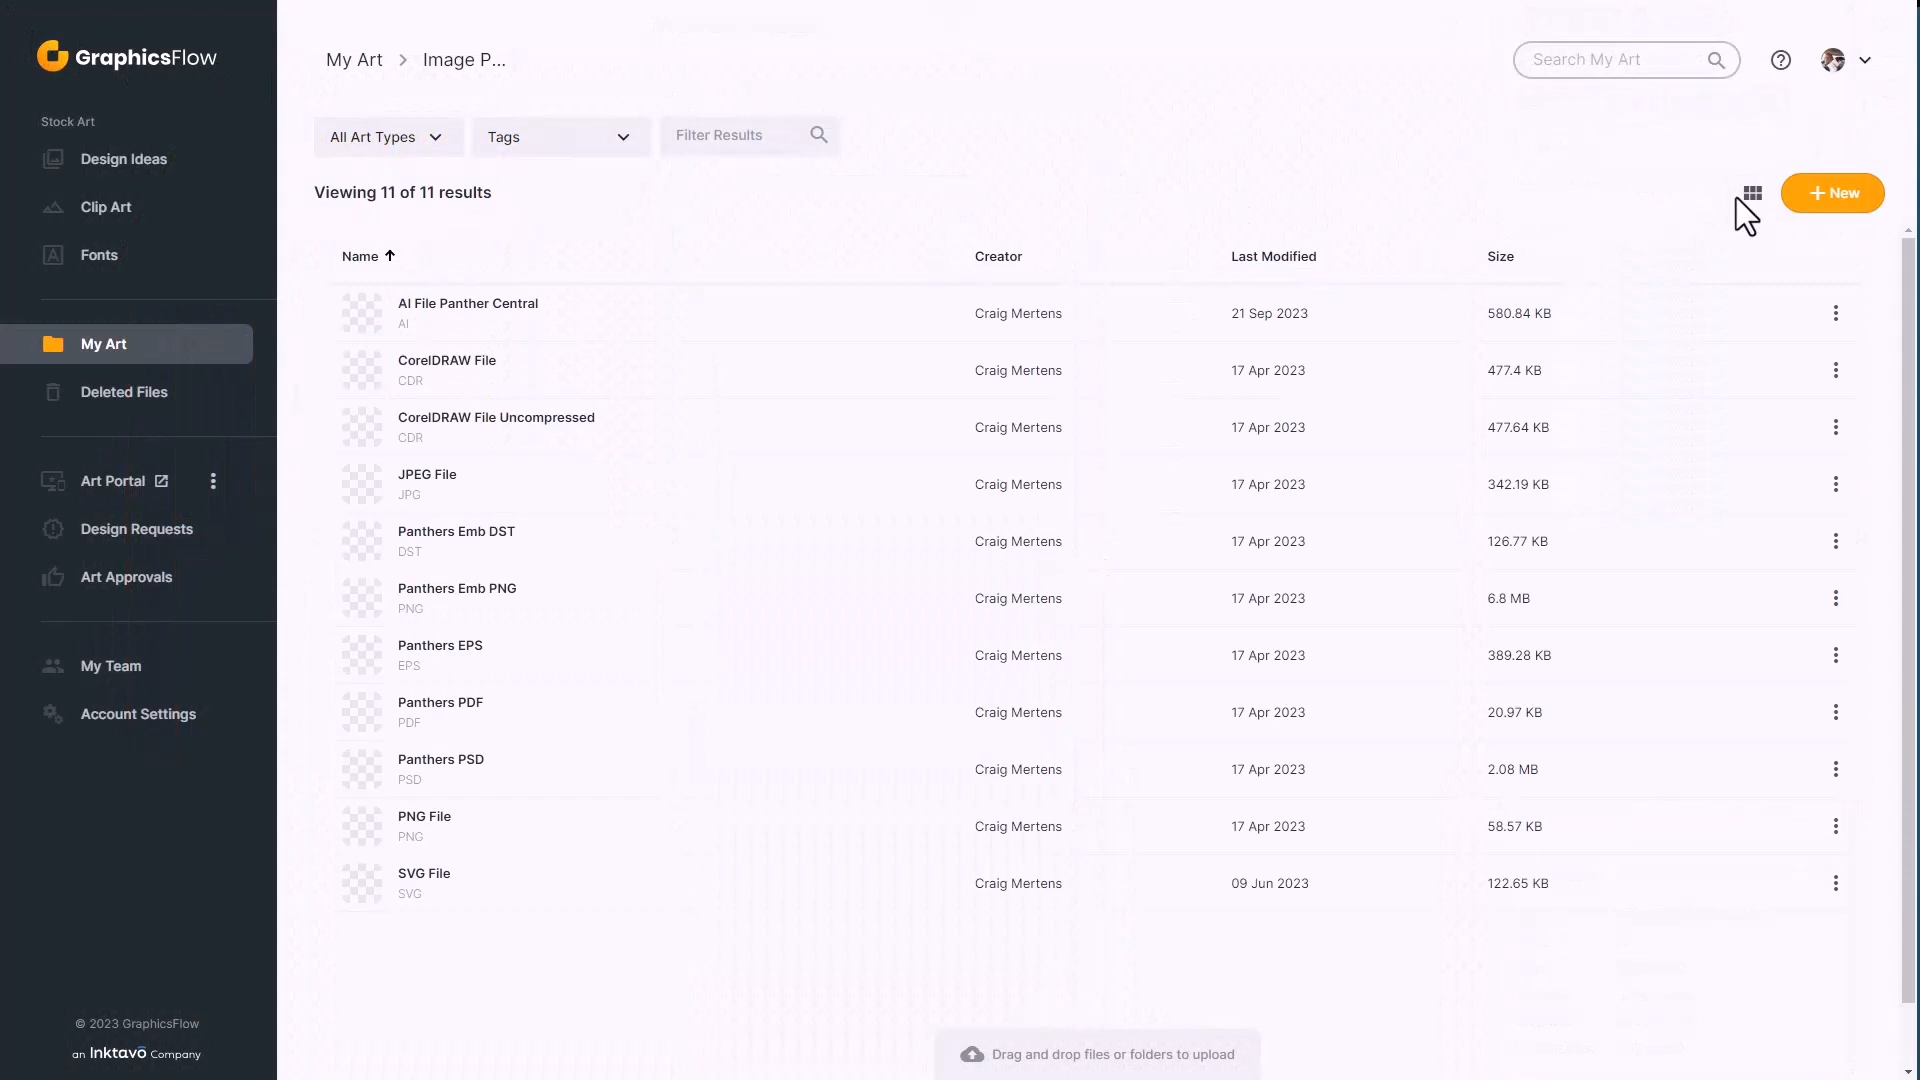 GraphicsFlow
Stock Art
Design Ideas
Clip Art
Fonts
My Art
Deleted Files
Art Portal
Design Requests
Art Approvals
My Team
Account Settings
© 2023 GraphicsFlow
an Inktavo Company
My Art > Image P...
Search My Art
All Art Types
Tags
Filter Results
Viewing 11 of 11 results
+ New
Name Creator Last Modified Size
AI File Panther Central
AI
Craig Mertens 21 Sep 2023 580.84 KB
CorelDRAW File
CDR
Craig Mertens 17 Apr 2023 477.4 KB
CorelDRAW File Uncompressed
CDR
Craig Mertens 17 Apr 2023 477.64 KB
JPEG File
JPG
Craig Mertens 17 Apr 2023 342.19 KB
Panthers Emb DST
DST
Craig Mertens 17 Apr 2023 126.77 KB
Panthers Emb PNG
PNG
Craig Mertens 17 Apr 2023 6.8 MB
Panthers EPS
EPS
Craig Mertens 17 Apr 2023 389.28 KB
Panthers PDF
PDF
Craig Mertens 17 Apr 2023 20.97 KB
Panthers PSD
PSD
Craig Mertens 17 Apr 2023 2.08 MB
PNG File
PNG
Craig Mertens 17 Apr 2023 58.57 KB
SVG File
SVG
Craig Mertens 09 Jun 2023 122.65 KB
Drag and drop files or folders to upload